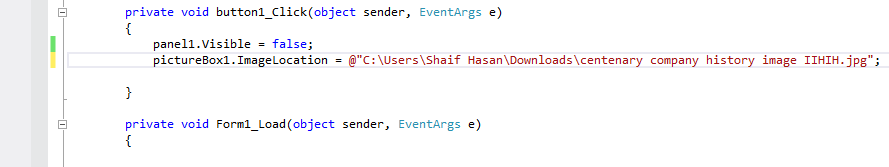 private void button1_Click(object sender, EventArgs e)
{
panel1.Visible = false;
pictureBox1.ImageLocation = @"C:\Users\Shaif Hasan\Downloads\centenary company history image IIHIH.jpg";
}
private void Form1_Load(object sender, EventArgs e)
{